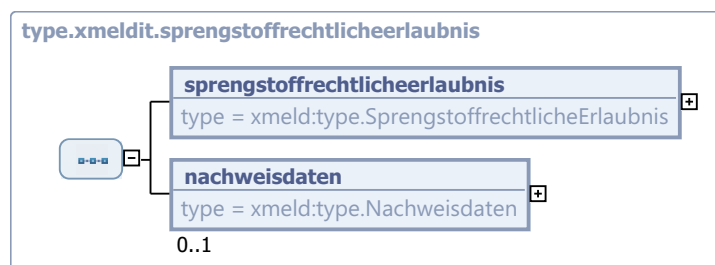 type.xmeldit.sprengstoffrechtlicheerlaubnis
sprengstoffrechtlicheerlaubnis
type = xmeld:type.SprengstoffrechtlicheErlaubnis
nachweisdaten
type = xmeld:type.Nachweisdaten
0..1